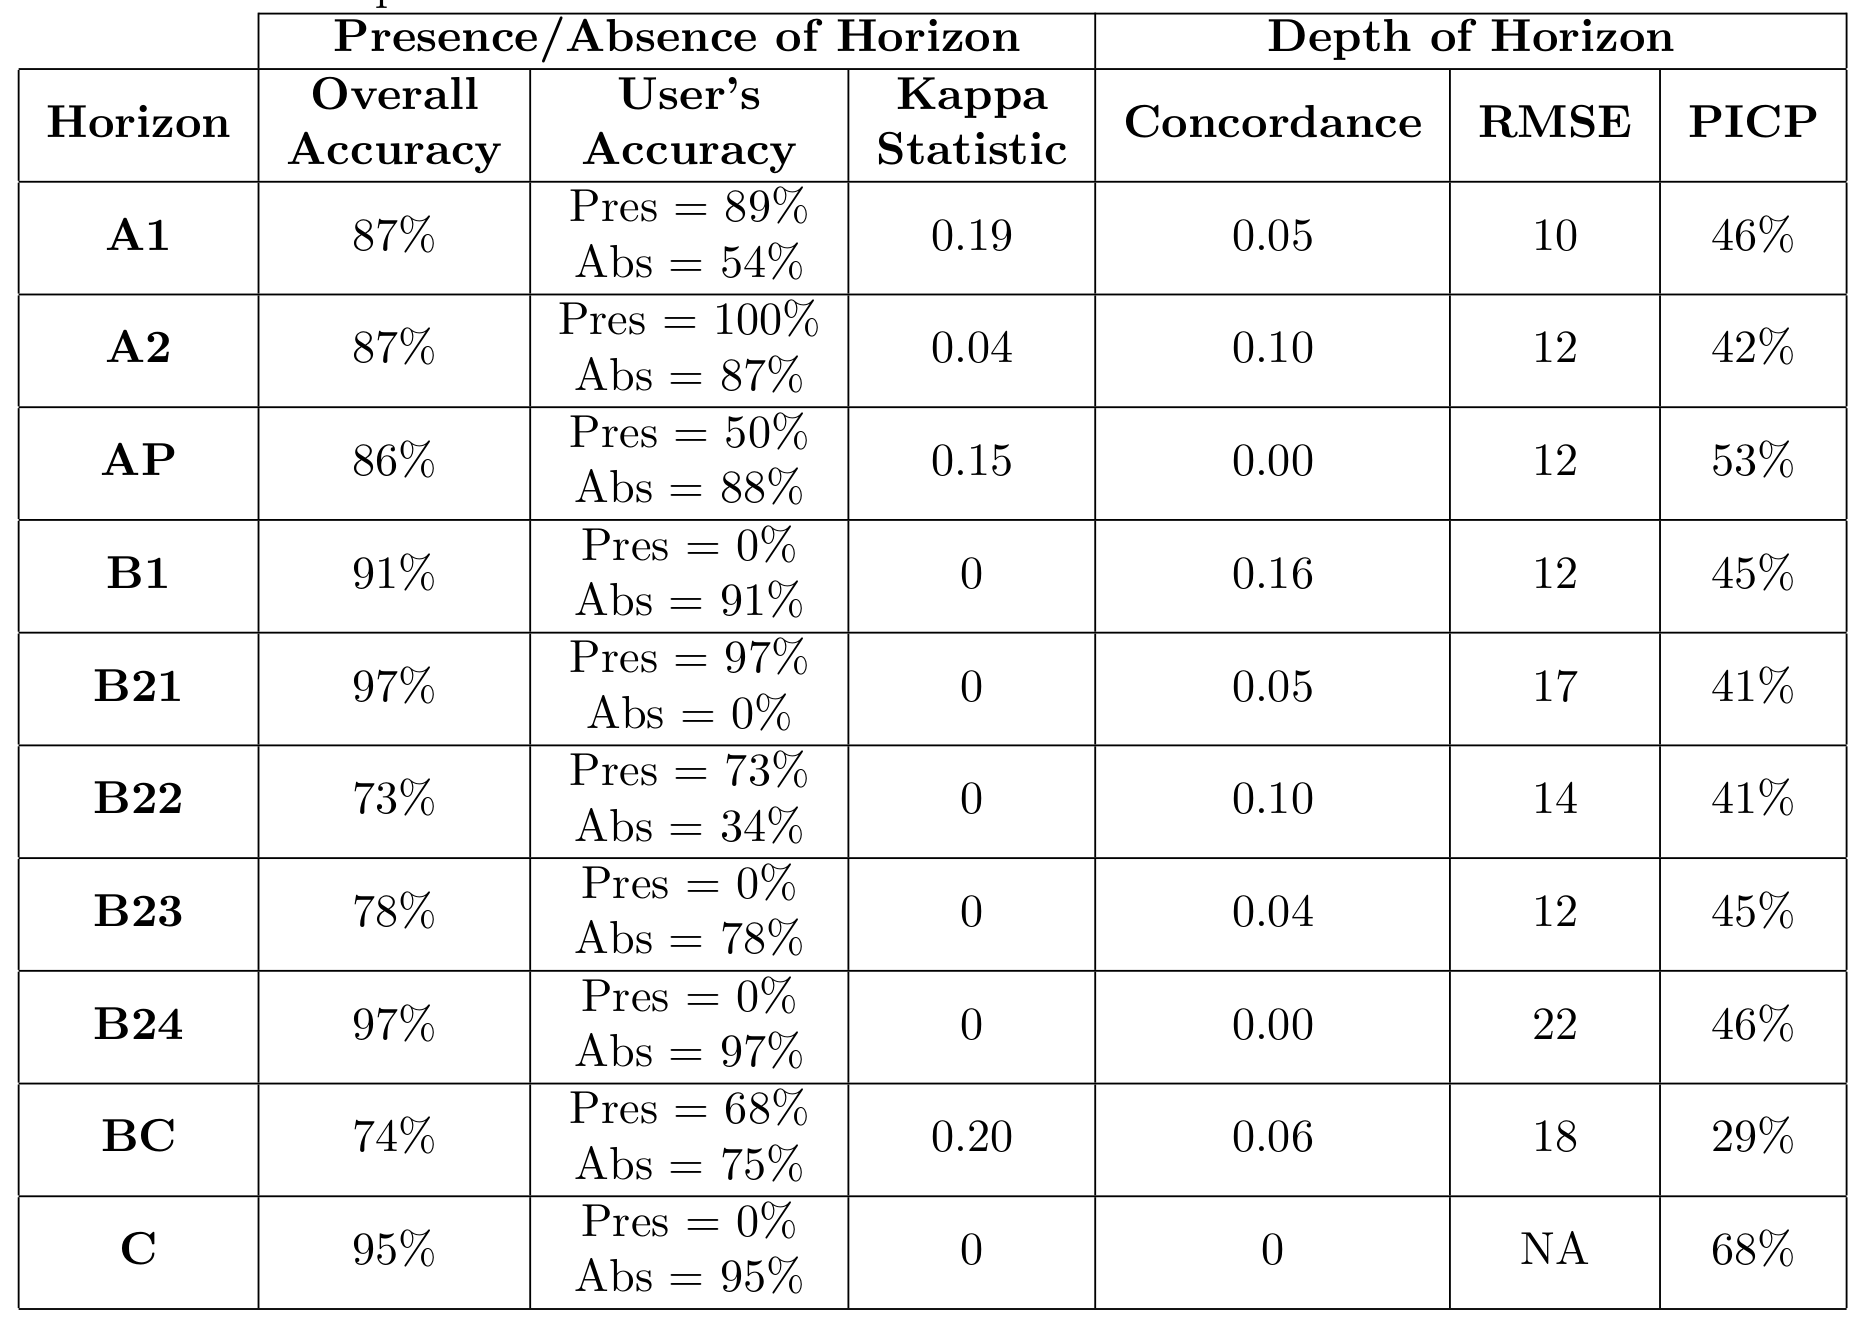 Presence/Absence of Horizon Depth of Horizon
Horizon Overall Accuracy User's Accuracy Kappa Statistic Concordance RMSE PICP
A1 87% Pres = 89% Abs = 54% 0.19 0.05 10 46%
A2 87% Pres = 100% Abs = 87% 0.04 0.10 12 42%
AP 86% Pres = 50% Abs = 88% 0.15 0.00 12 53%
B1 91% Pres = 0% Abs = 91% 0 0.16 12 45%
B21 97% Pres = 97% Abs = 0% 0 0.05 17 41%
B22 73% Pres = 73% Abs = 34% 0 0.10 14 41%
B23 78% Pres = 0% Abs = 78% 0 0.04 12 45%
B24 97% Pres = 0% Abs = 97% 0 0.00 22 46%
BC 74% Pres = 68% Abs = 75% 0.20 0.06 18 29%
C 95% Pres = 0% Abs = 95% 0 0 NA 68%